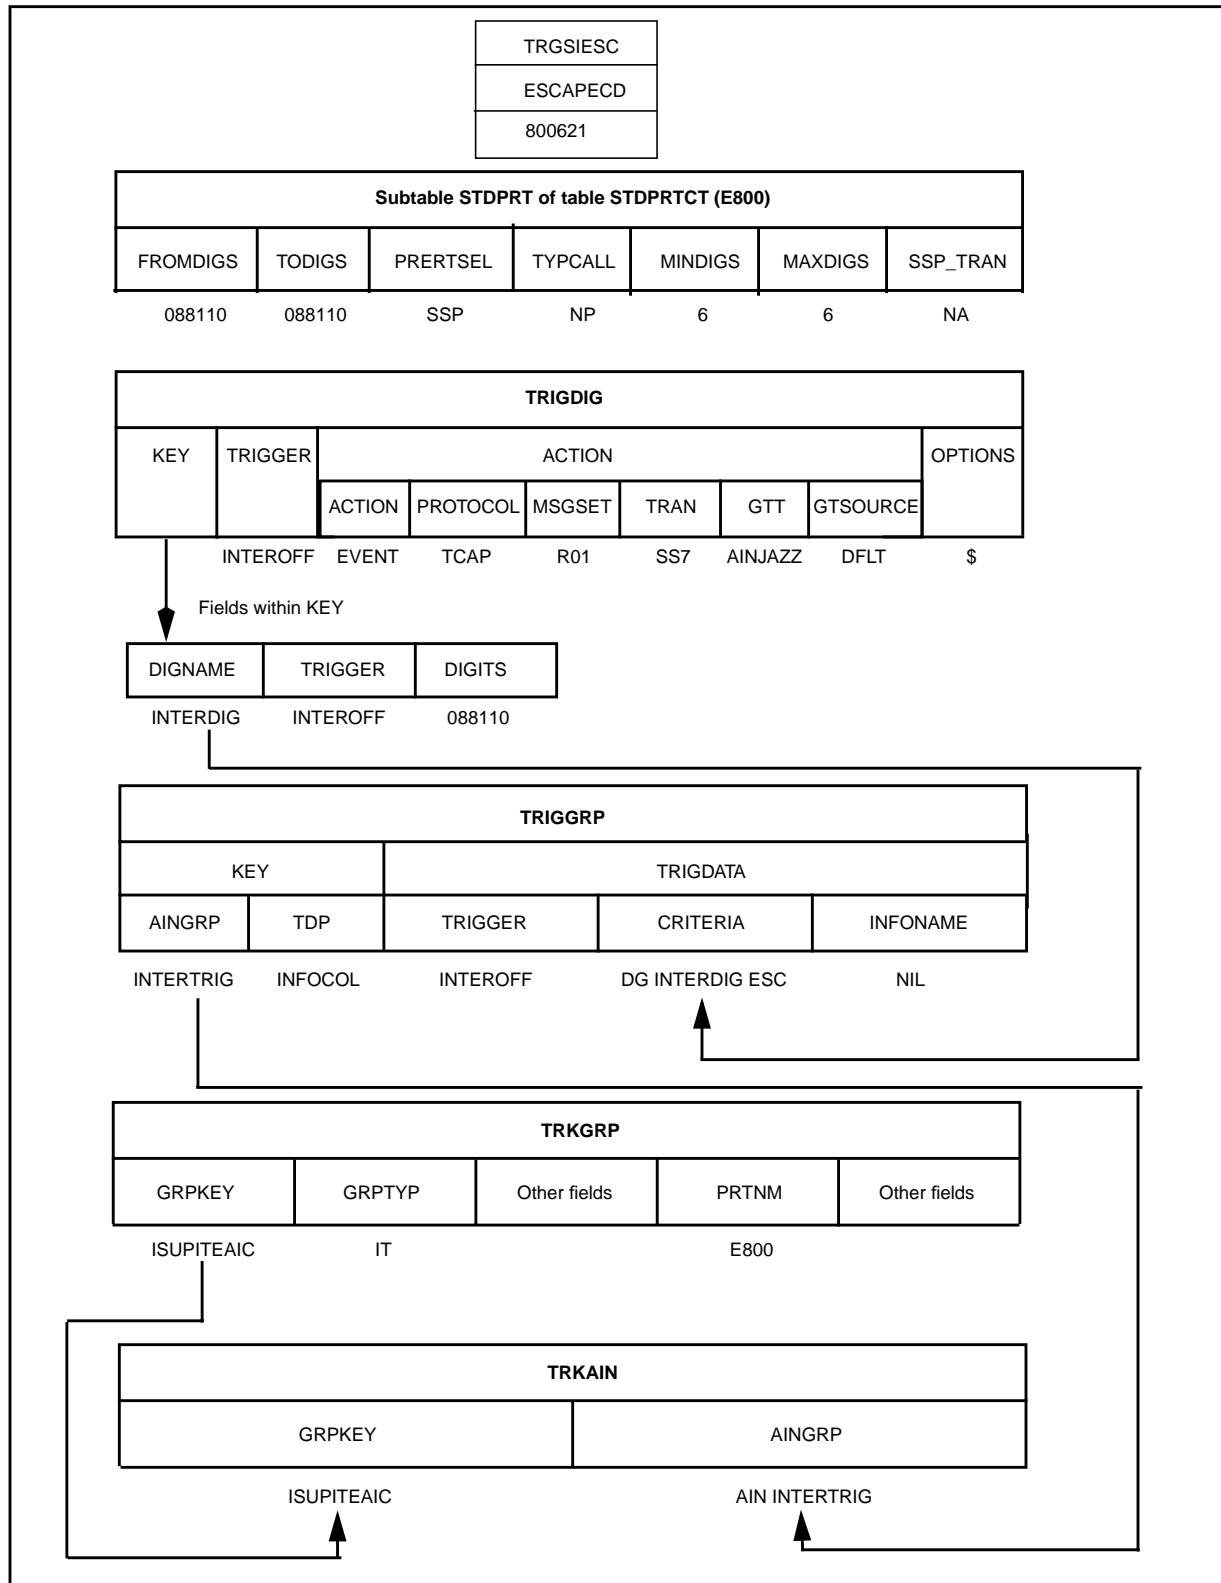 TRGSIESC
ESCAPECD
800621
Subtable STDPRT of table STDPRTCT (E800)
FROMDIGS TODIGS PRERTSEL TYPCALL MINDIGS MAXDIGS SSP_TRAN
088110 088110 SSP NP 6 6 NA
TRIGDIG
KEY TRIGGER ACTION OPTIONS
ACTION PROTOCOL MSGSET TRAN GTT GTSOURCE
INTEROFF EVENT TCAP R01 SS7 AINJAZZ DFLT $
Fields within KEY
DIGNAME TRIGGER DIGITS
INTERDIG INTEROFF 088110
TRIGGRP
KEY TRIGDATA
AINGRP TDP TRIGGER CRITERIA INFONAME
INTERTRIG INFOCOL INTEROFF DG INTERDIG ESC NIL
TRKGRP
GRPKEY GRPTYP Other fields PRTNM Other fields
ISUPITEAIC IT E800
TRKAIN
GRPKEY AINGRP
ISUPITEAIC AIN INTERTRIG